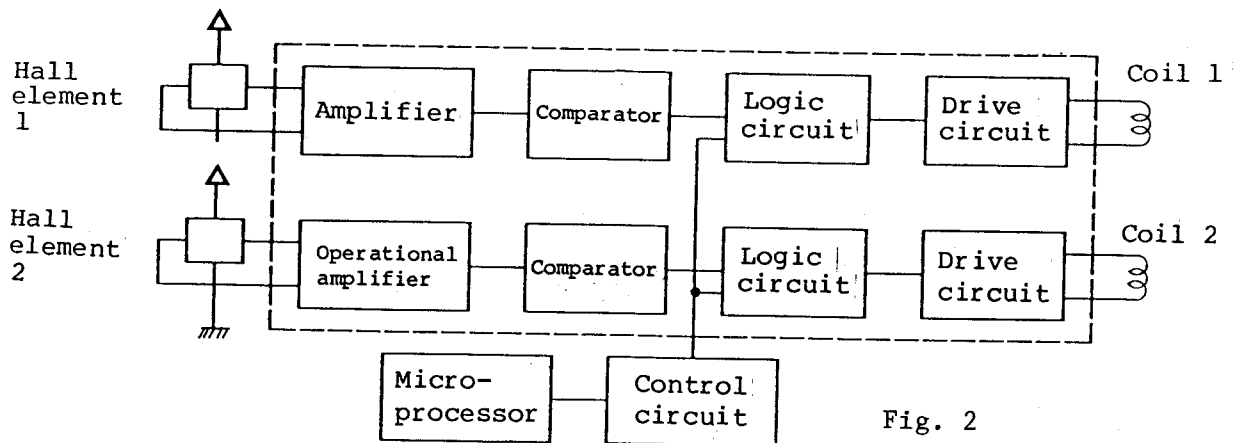 Hall
element
1
Amplifier
Comparator
Logic
circuit
Drive
circuit
Coil 1
Hall
element
2
Operational
amplifier
Comparator
Logic
circuit
Drive
circuit
Coil 2
Micro-
processor
Control
circuit
Fig. 2